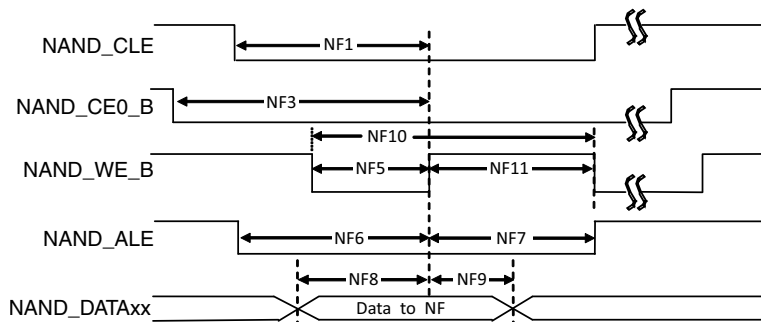 NAND_CLE
NF1
NAND_CE0_B
NF3
NF10
NAND_WE_B
NF5
NF11
NAND_ALE
NF6
NF7
NF8
NF9
NAND_DATAxx
Data to NF